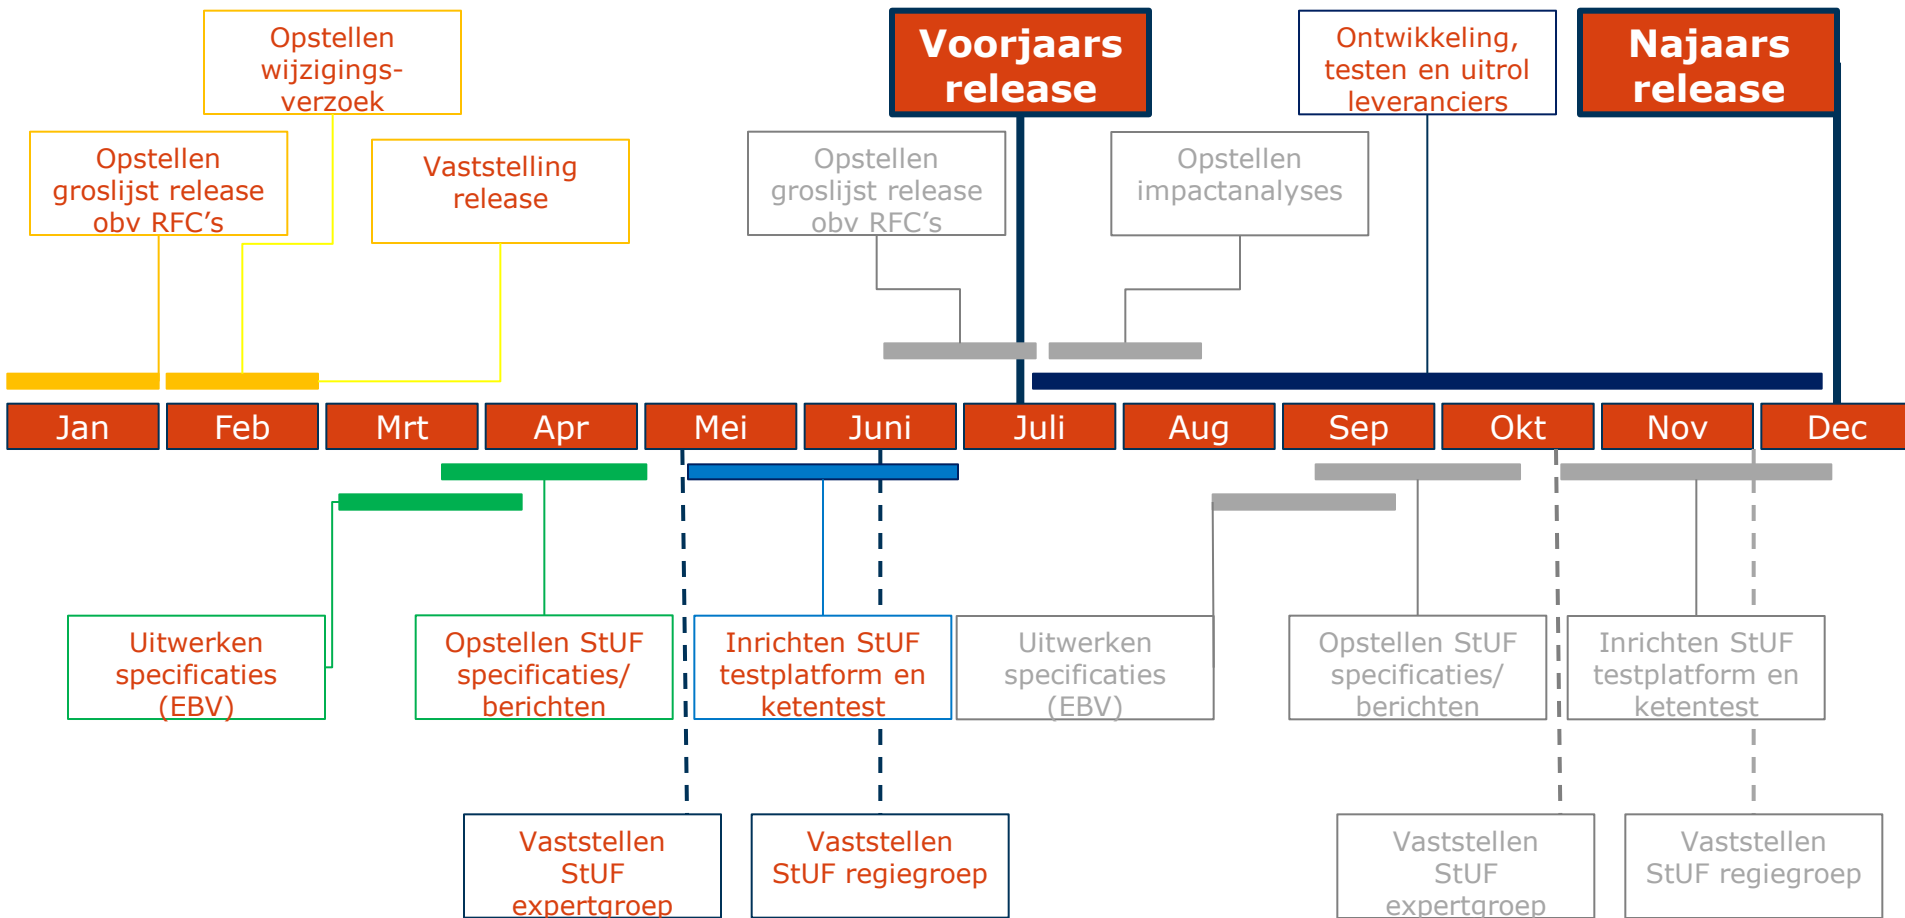 Opstellen
wijzigings-
verzoek
Voorjaars
release
Ontwikkeling,
testen en uitrol
leveranciers
Najaars
release
Opstellen
groslijst release
obv RFC’s
Vaststelling
release
Opstellen
groslijst release
obv RFC’s
Opstellen
impactanalyses
Jan
Feb
Mrt
Apr
Mei
Juni
Juli
Aug
Sep
Okt
Nov
Dec
Uitwerken
specificaties
(EBV)
Opstellen StUF
specificaties/
berichten
Inrichten StUF
testplatform en
ketentest
Uitwerken
specificaties
(EBV)
Opstellen StUF
specificaties/
berichten
Inrichten StUF
testplatform en
ketentest
Vaststellen
StUF
expertgroep
Vaststellen
StUF regiegroep
Vaststellen
StUF
expertgroep
Vaststellen
StUF regiegroep